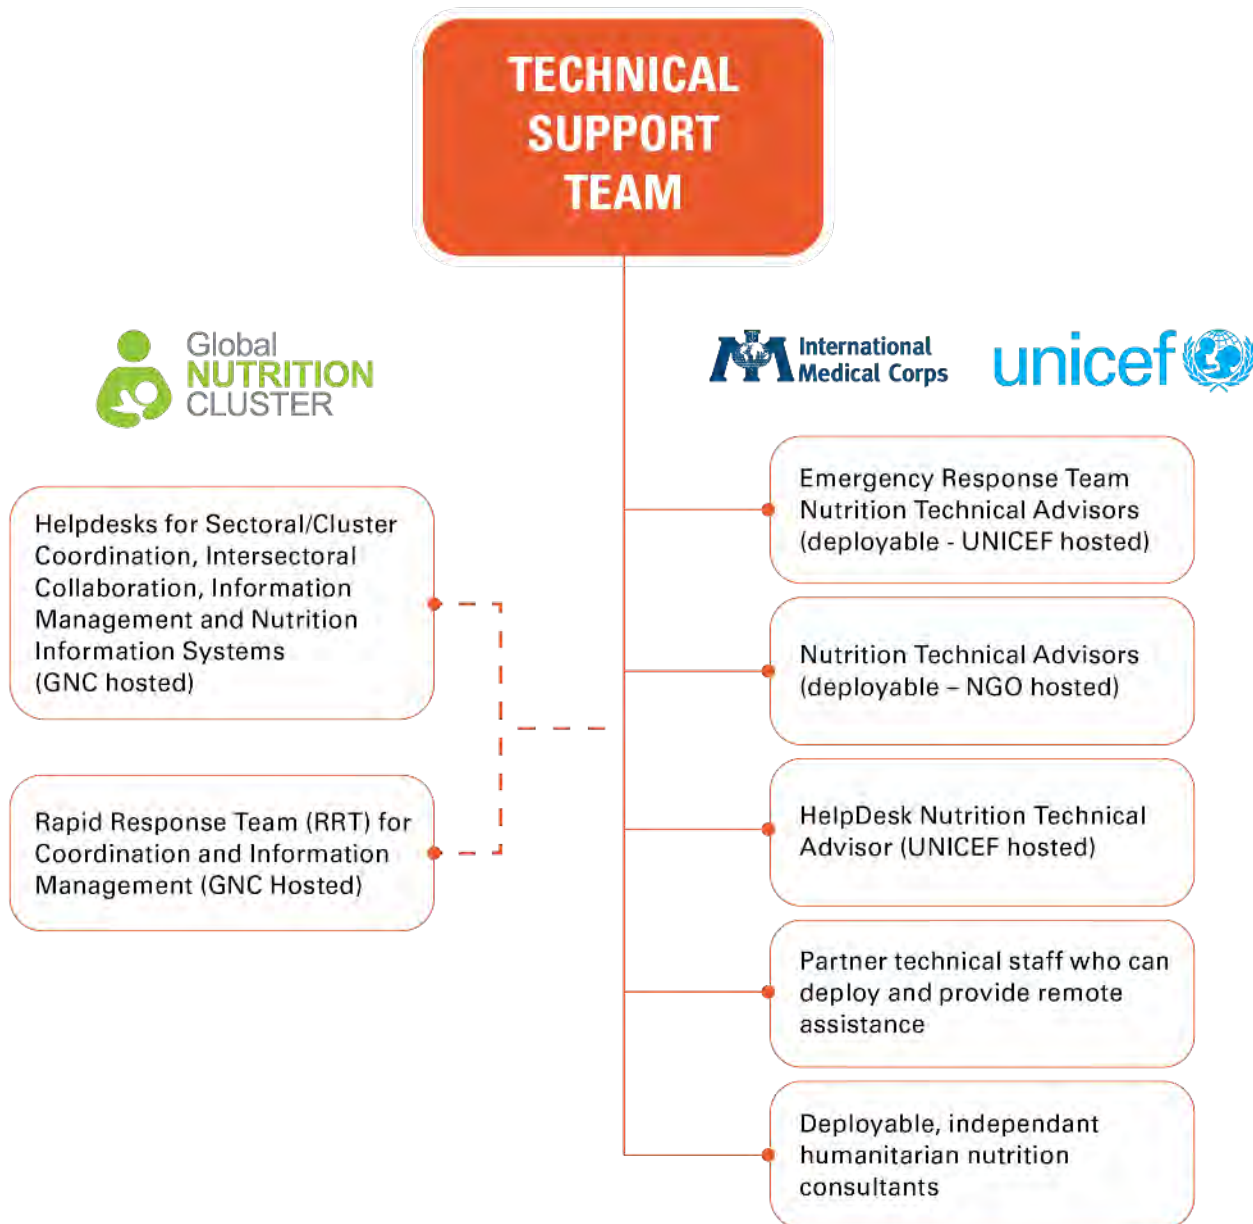 TECHNICAL
SUPPORT
TEAM
Global
NUTRITION
CLUSTER
International
Medical Corps
unicef
Helpdesks for Sectoral/Cluster
Coordination, Intersectoral
Collaboration, Information
Management and Nutrition
Information Systems
(GNC hosted)
Rapid Response Team (RRT) for
Coordination and Information
Management (GNC Hosted)
Emergency Response Team
Nutrition Technical Advisors
(deployable - UNICEF hosted)
Nutrition Technical Advisors
(deployable – NGO hosted)
HelpDesk Nutrition Technical
Advisor (UNICEF hosted)
Partner technical staff who can
deploy and provide remote
assistance
Deployable, independant
humanitarian nutrition
consultants